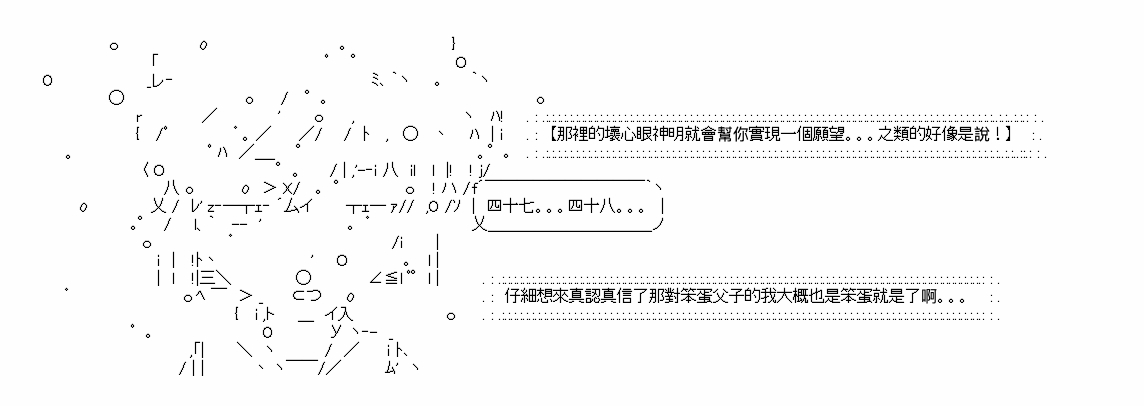 【那裡的壞心眼神明就會幫你實現一個願望。。。之類的好像是說！】
四十七。。。四十八。。。
仔細想來真認真信了那對笨蛋父子的我大概也是笨蛋就是了啊。。。